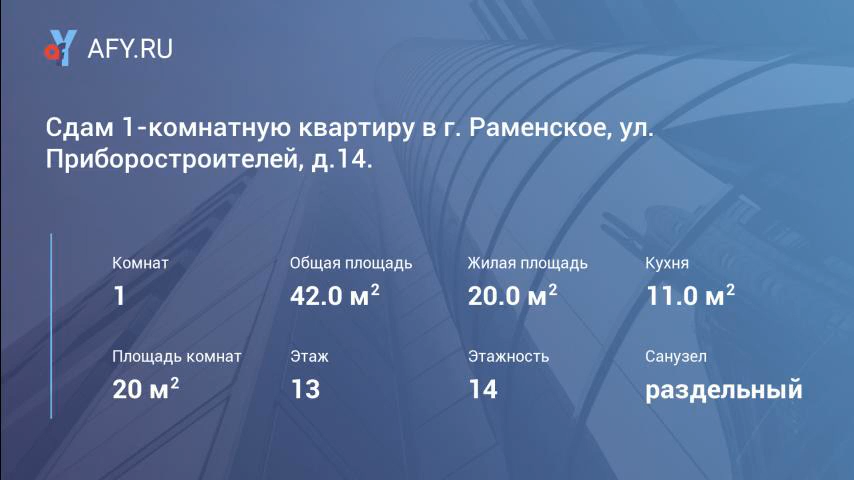 AFY.RU
Сдам 1-комнатную квартиру в г. Раменское, ул.
Приборостроителей, д.14.
Комнат
1
Общая площадь
42.0 м²
Жилая площадь
20.0 м²
Кухня
11.0 м²
Площадь комнат
20 м²
Этаж
13
Этажность
14
Санузел
раздельный